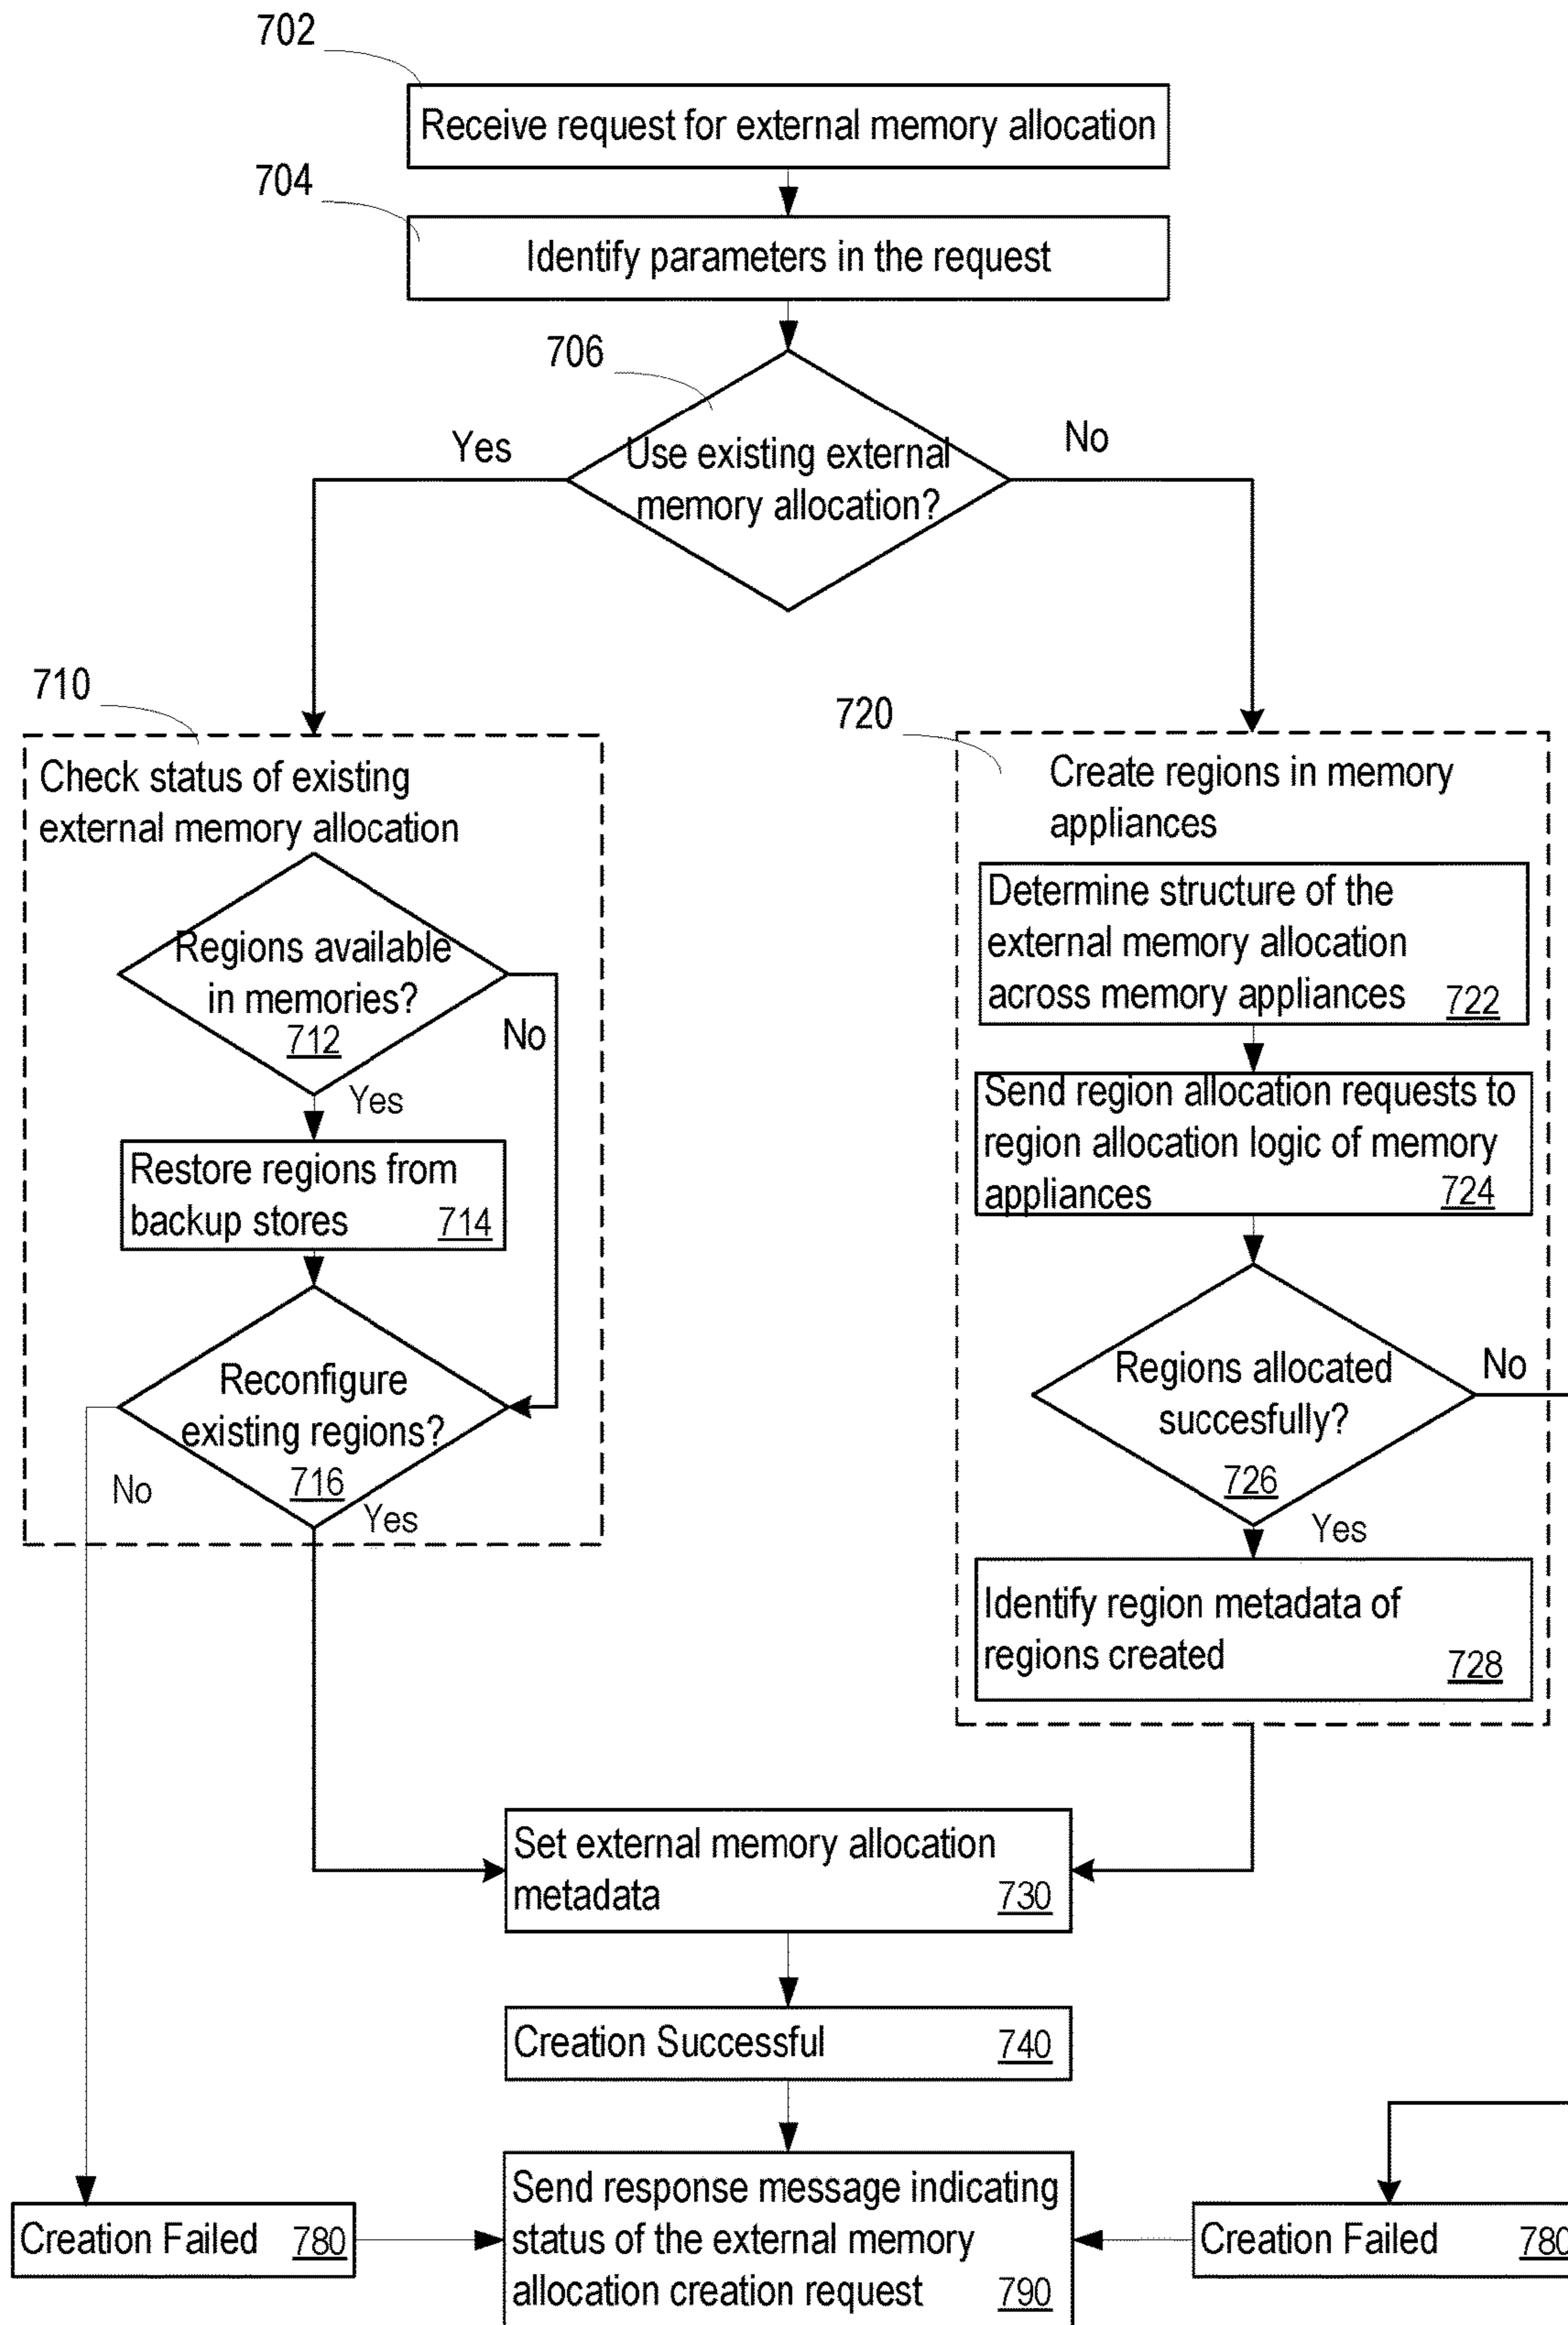 702
Receive request for external memory allocation
704
Identify parameters in the request
706
Yes
No
Use existing external
memory allocation?
710
Check status of existing
external memory allocation
Regions available
in memories?
712
No
Yes
Restore regions from
backup stores 714
Reconfigure
existing regions?
716
No
Yes
720
Create regions in memory
appliances
Determine structure of the
external memory allocation
across memory appliances 722
Send region allocation requests to
region allocation logic of memory
appliances 724
Regions allocated
succesfully?
726
No
Yes
Identify region metadata of
regions created 728
Set external memory allocation
metadata 730
Creation Successful 740
Creation Failed 780
Send response message indicating
status of the external memory
allocation creation request 790
Creation Failed 780